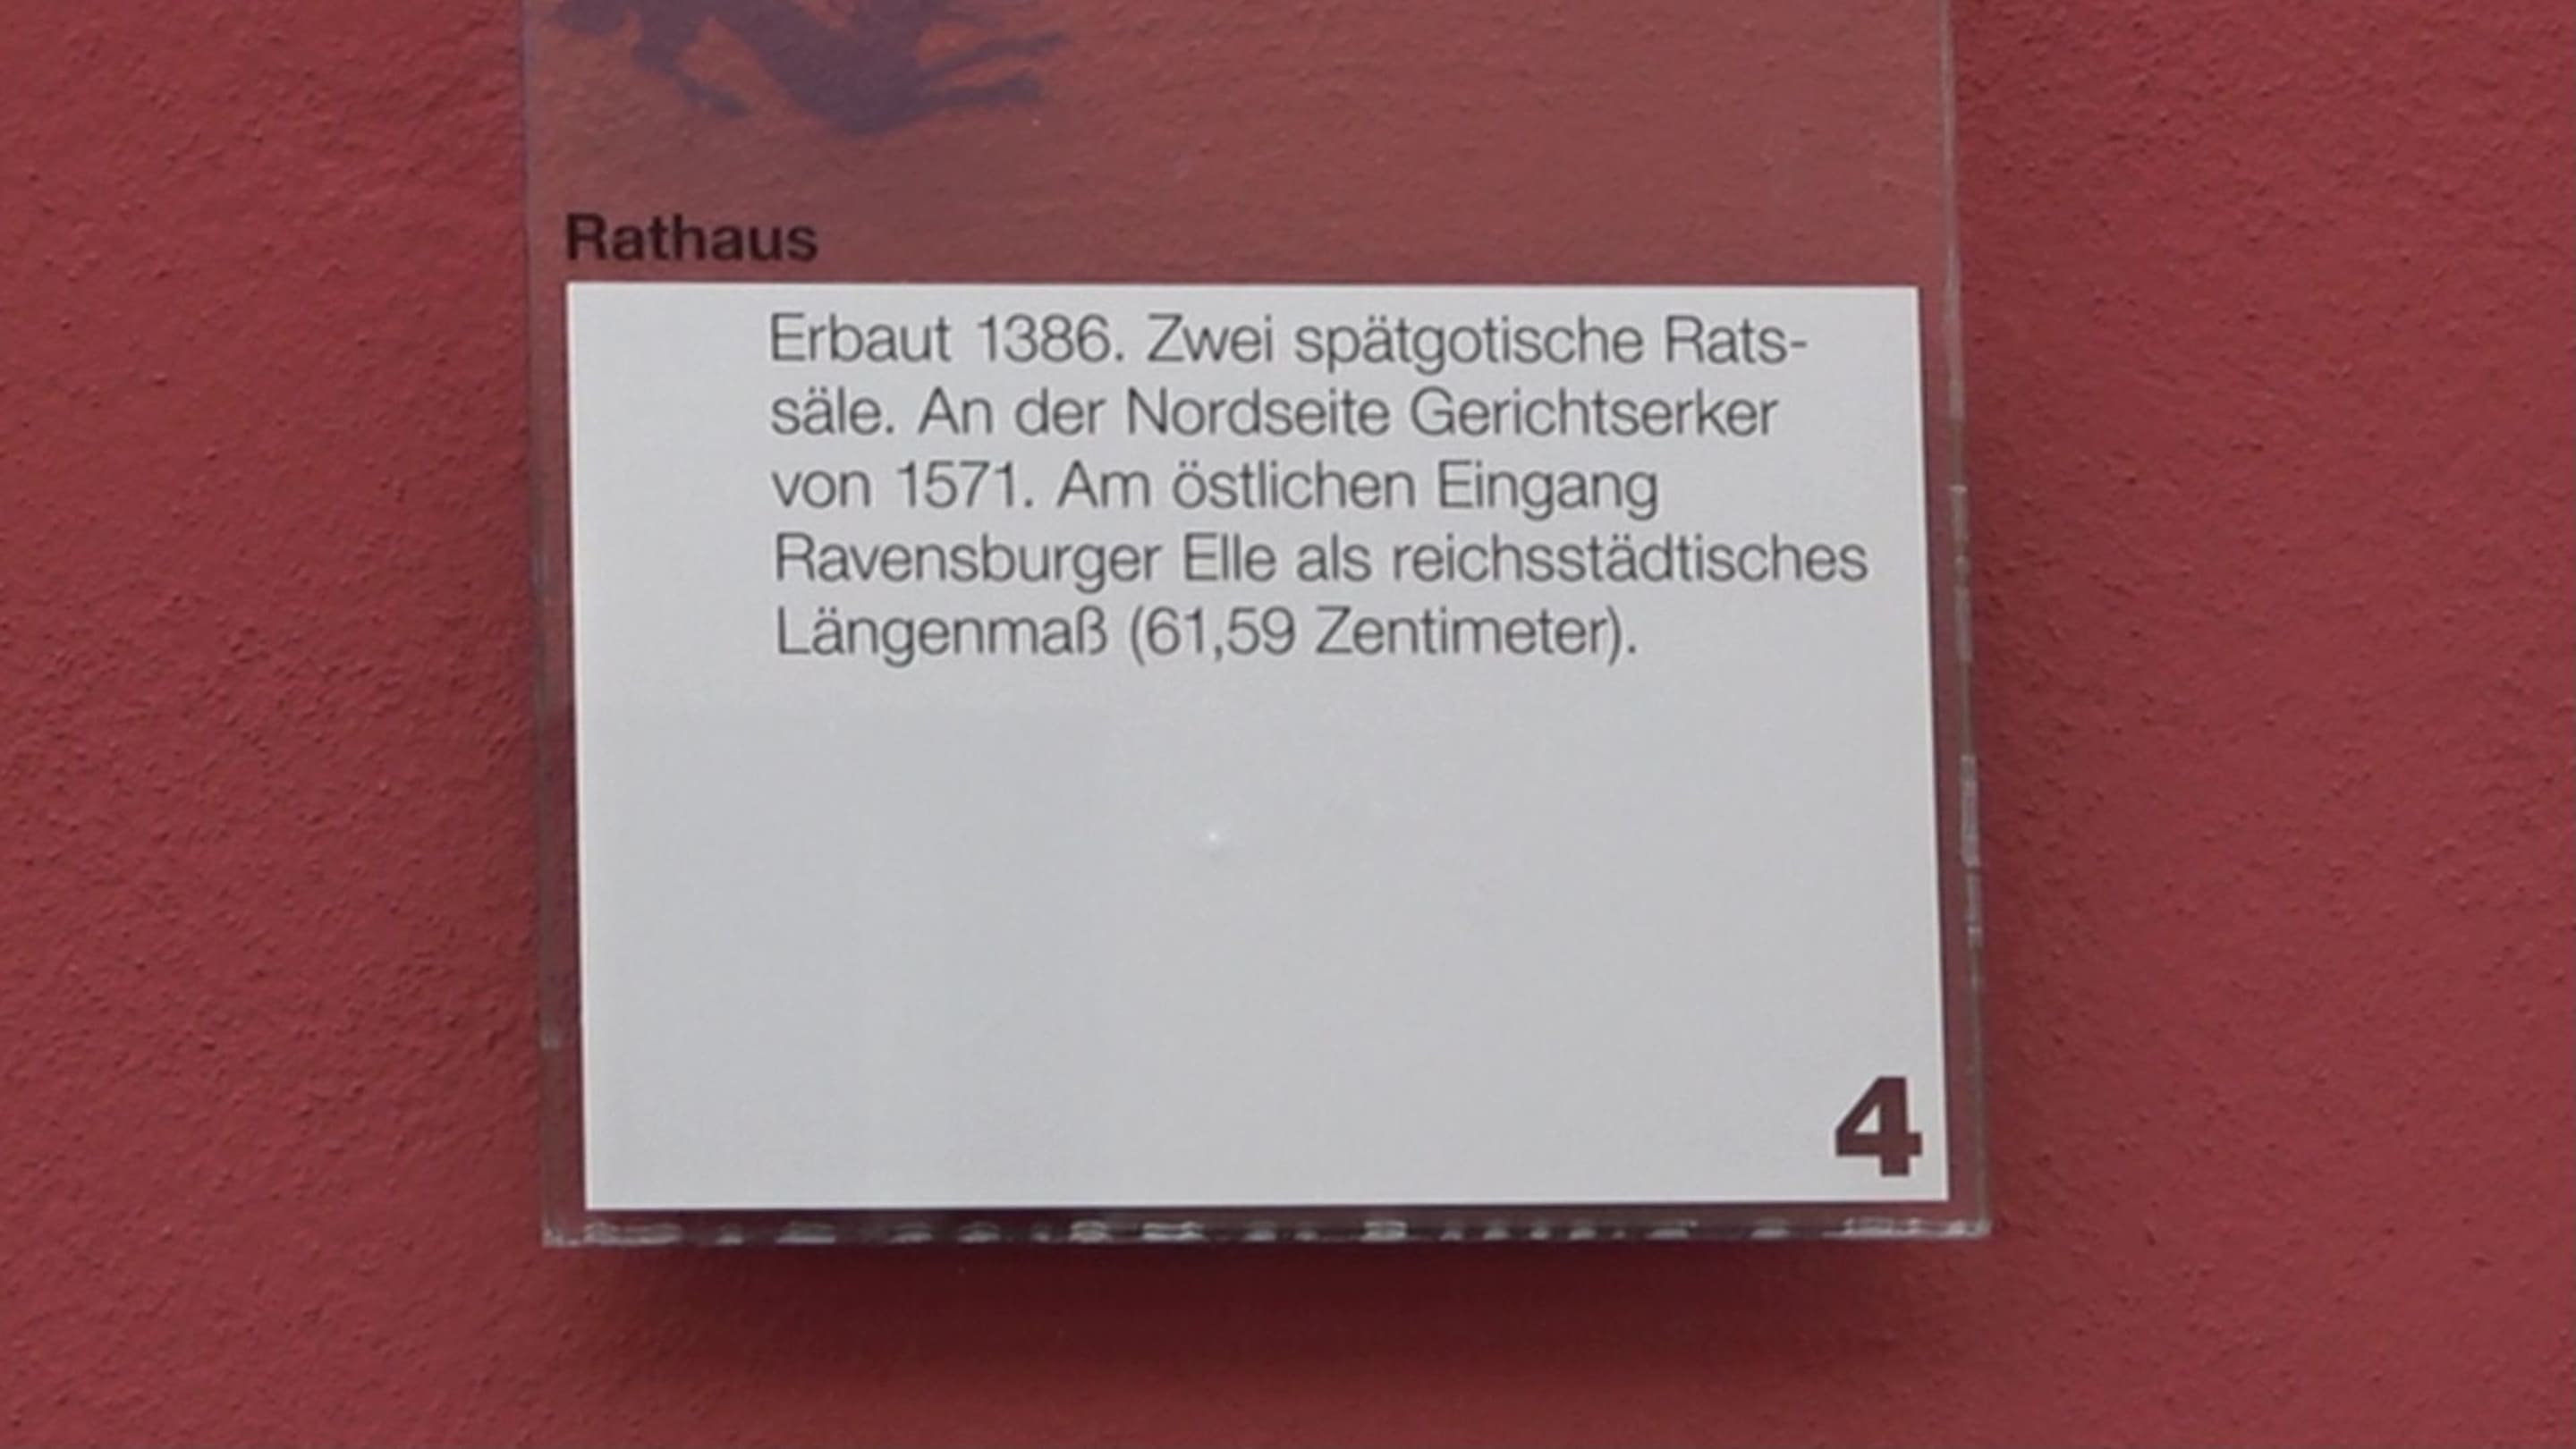 Rathaus
Erbaut 1386. Zwei spätgotische Rats-
säle. An der Nordseite Gerichtserker
von 1571. Am östlichen Eingang
Ravensburger Elle als reichsstädtisches
Längenmaß (61,59 Zentimeter).
4